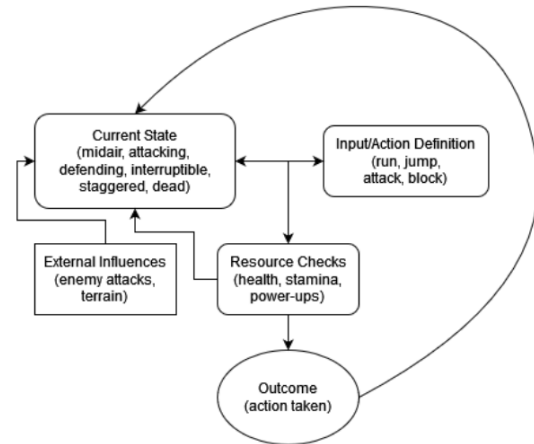 Current State
(midair, attacking,
defending, interruptible,
staggered, dead)
Input/Action Definition
(run, jump,
attack, block)
External Influences
(enemy attacks,
terrain)
Resource Checks
(health, stamina,
power-ups)
Outcome
(action taken)